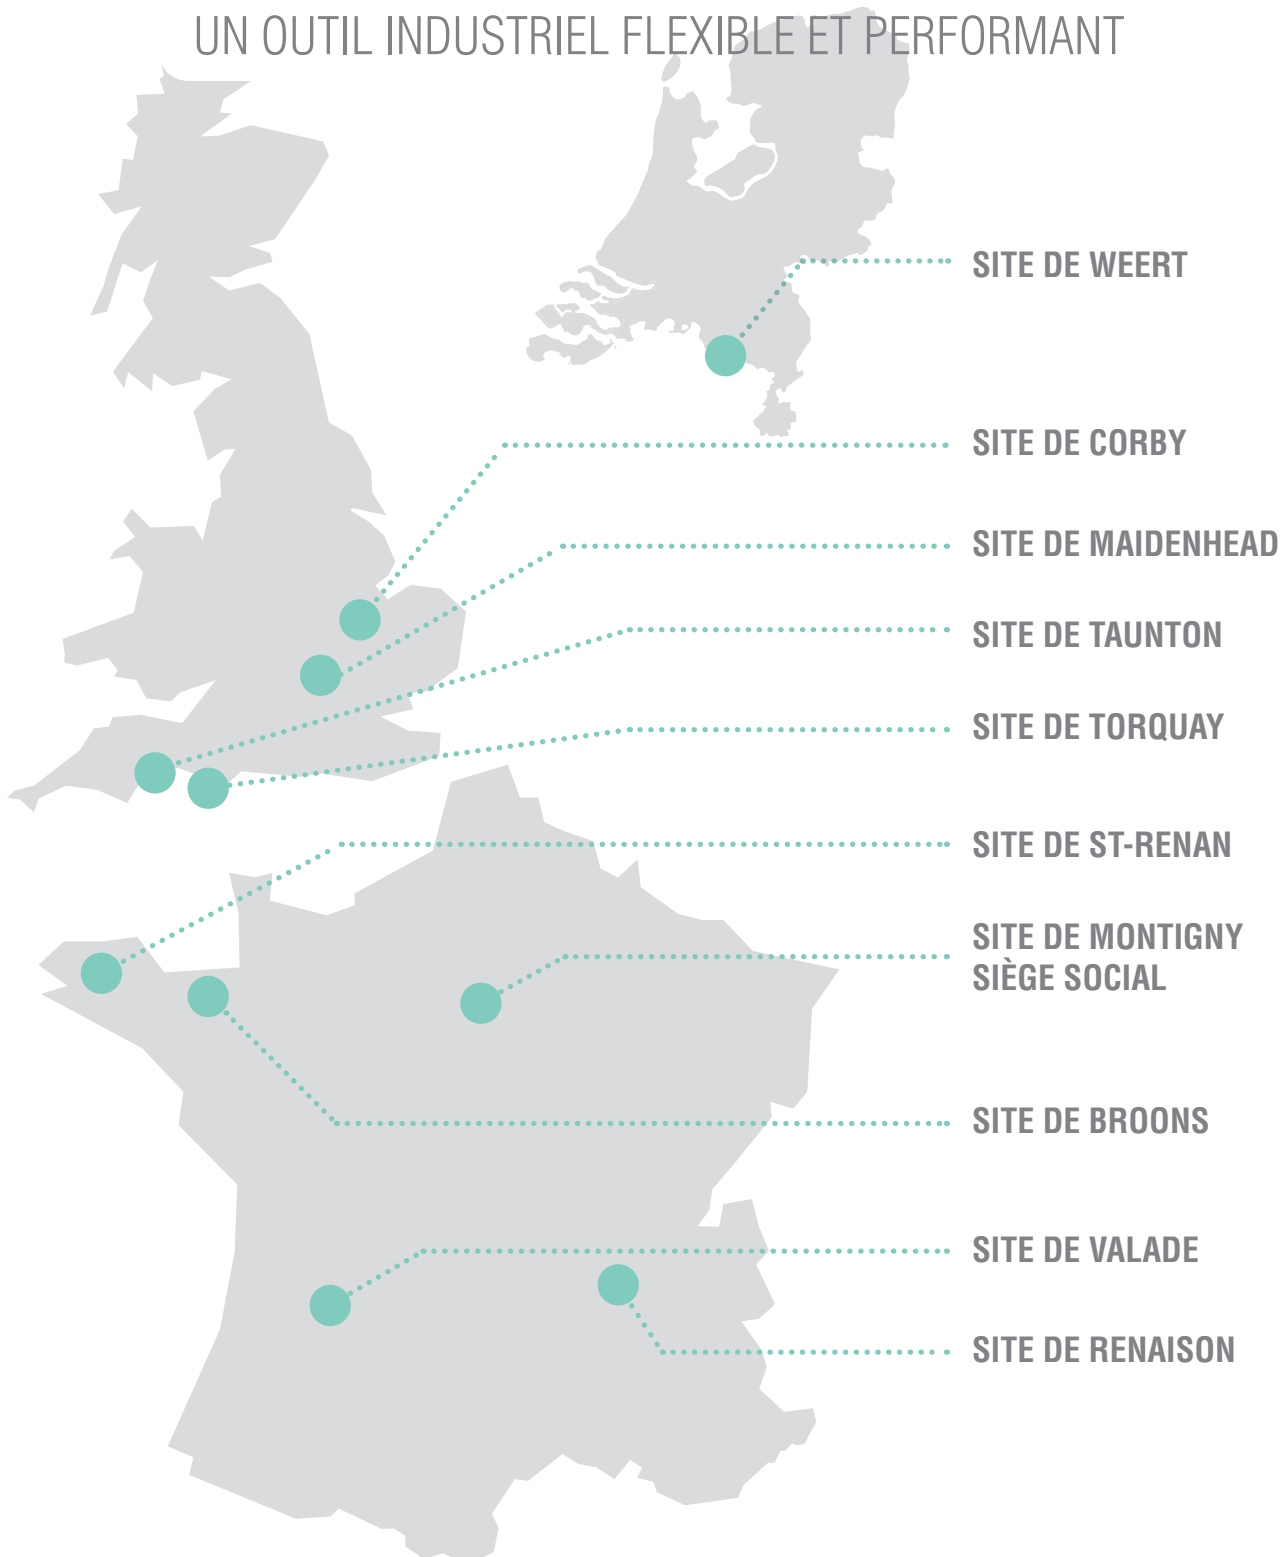 UN OUTIL INDUSTRIEL FLEXIBLE ET PERFORMANT
SITE DE WEERT
SITE DE CORBY
SITE DE MAIDENHEAD
SITE DE TAUNTON
SITE DE TORQUAY
SITE DE ST-RENAN
SITE DE MONTIGNY
SIÈGE SOCIAL
SITE DE BROONS
SITE DE VALADE
SITE DE RENAISON